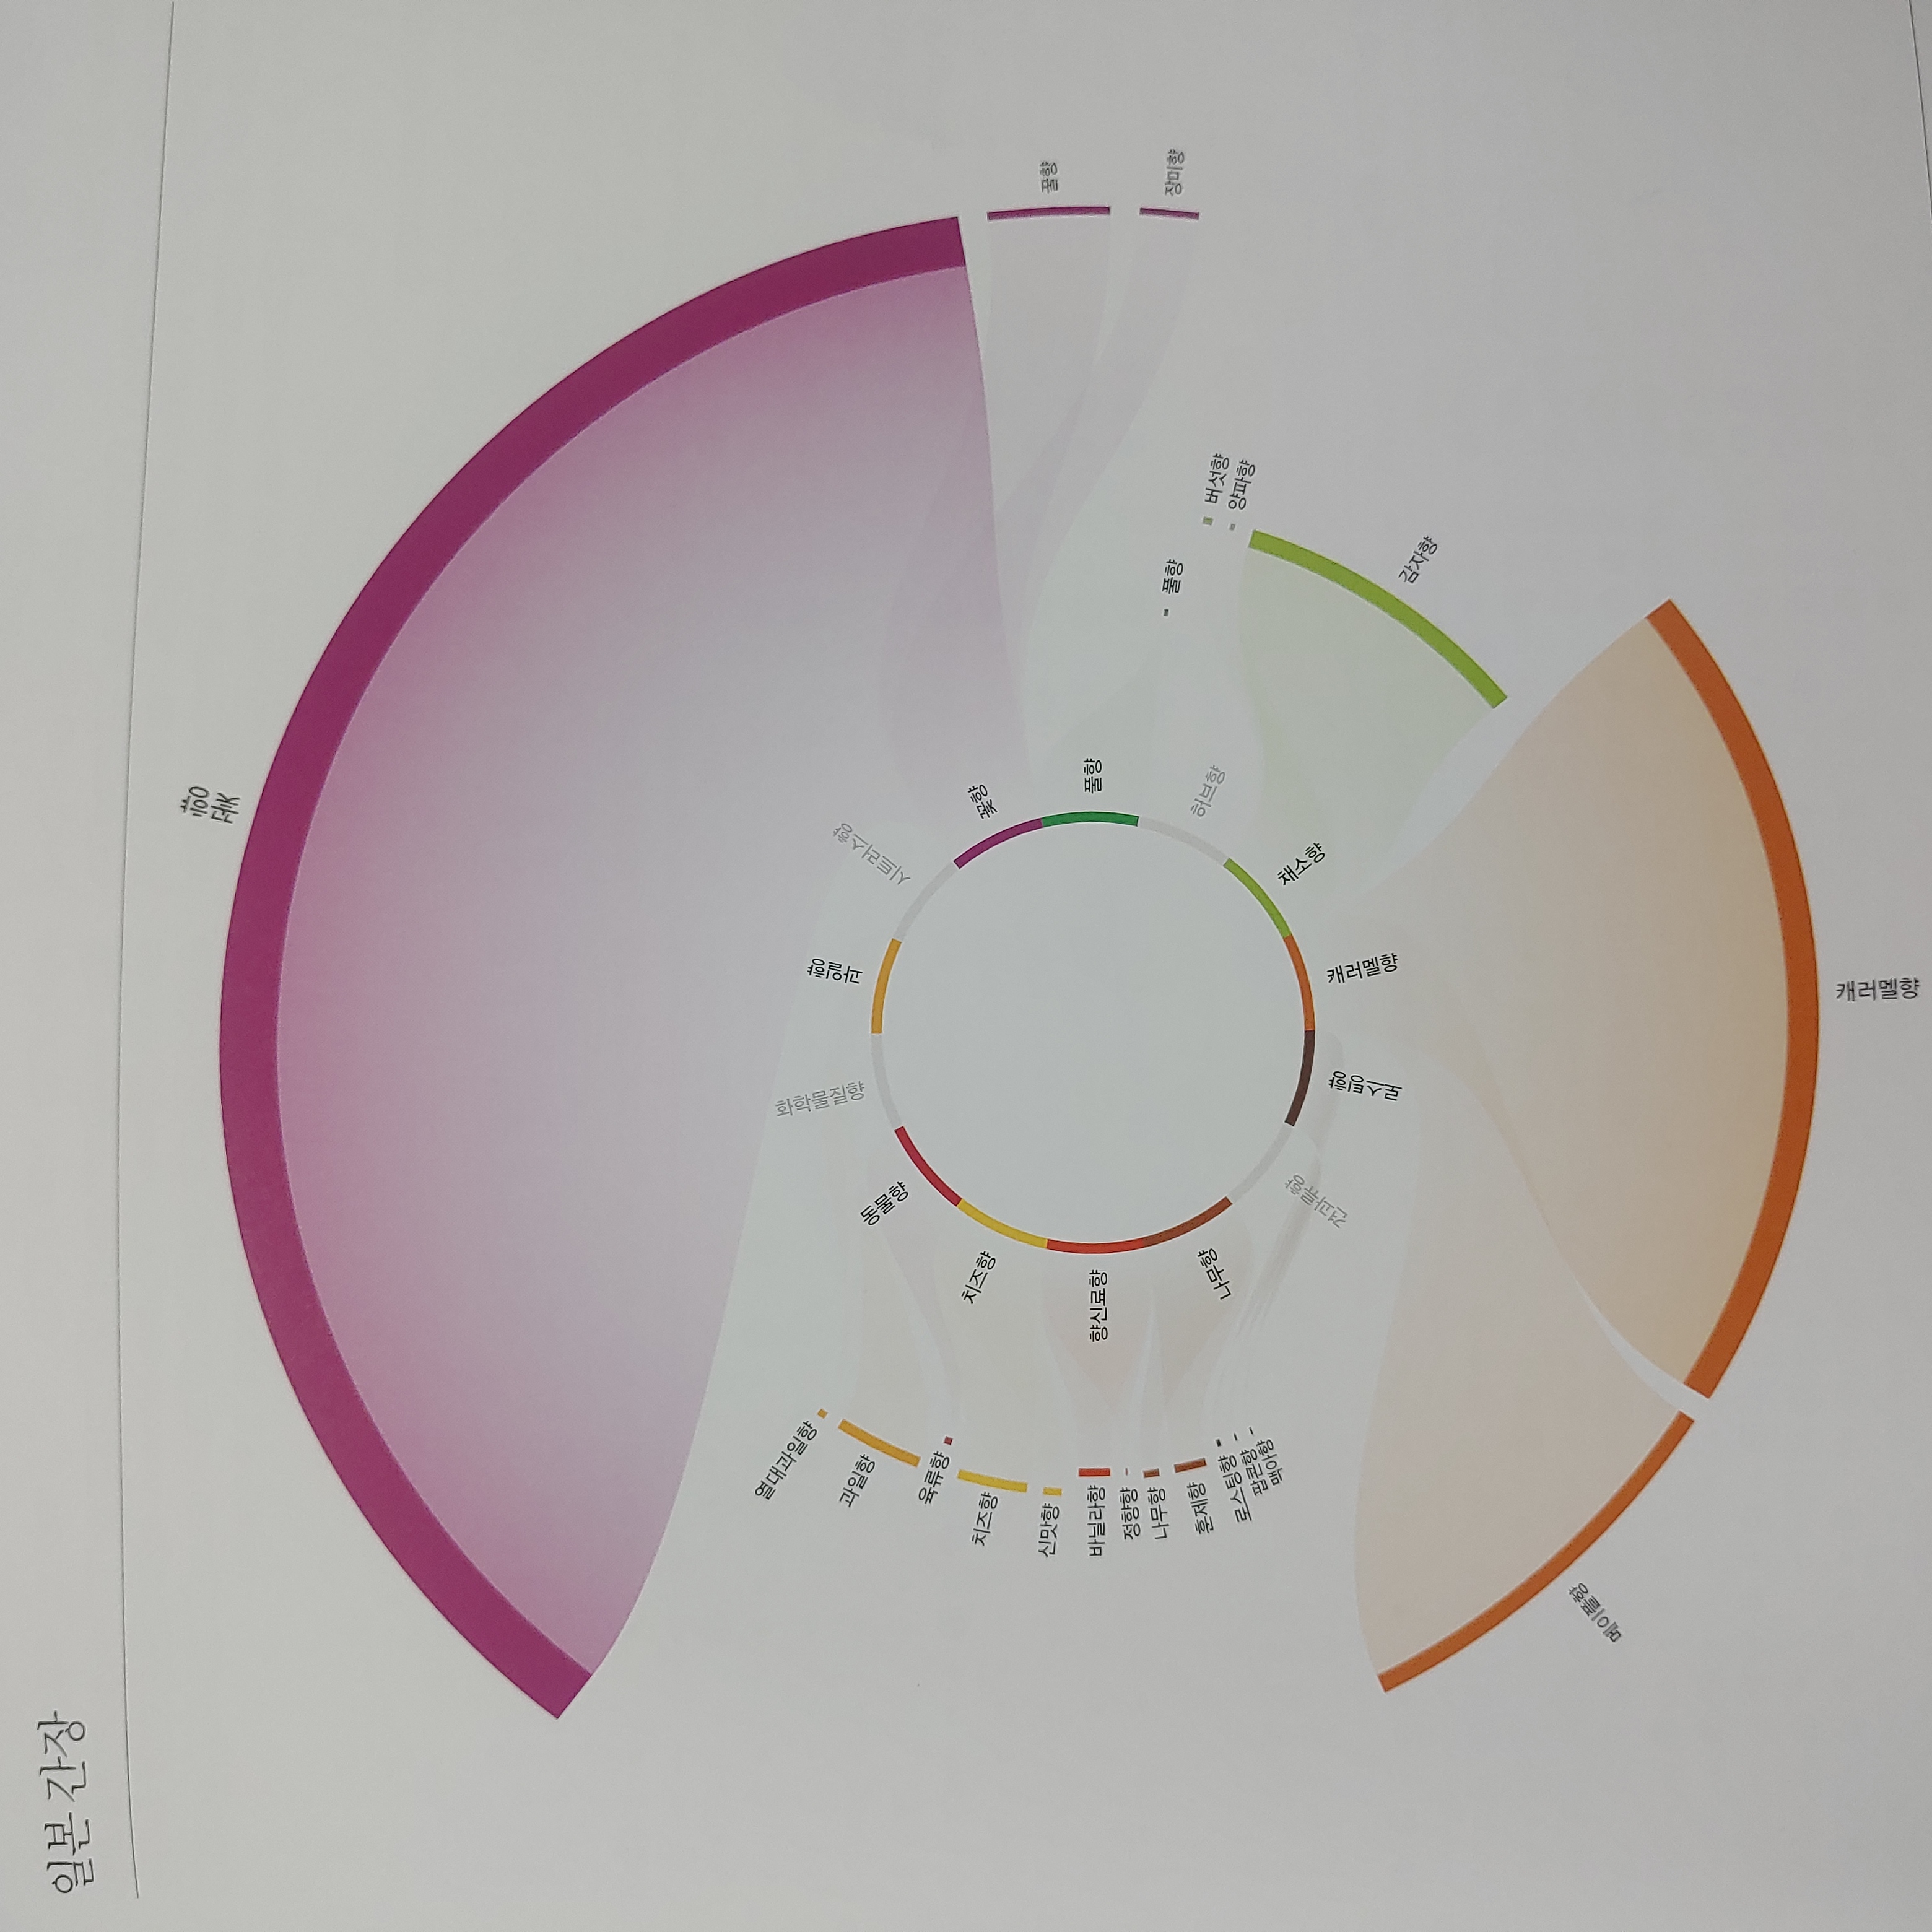 일본 간장
꽃향
꿀향
장미향
풀향
버섯향
양파향
감자향
캐러멜향
메이플향
맥아향
팝콘향
로스팅향
훈제향
나무향
정향향
바닐라향
신맛향
치즈향
육류향
과일향
열대과일향
화학물질향
과일향
시트러스향
꽃향
풀향
허브향
채소향
캐러멜향
로스팅향
견과류향
나무향
향신료향
치즈향
동물향